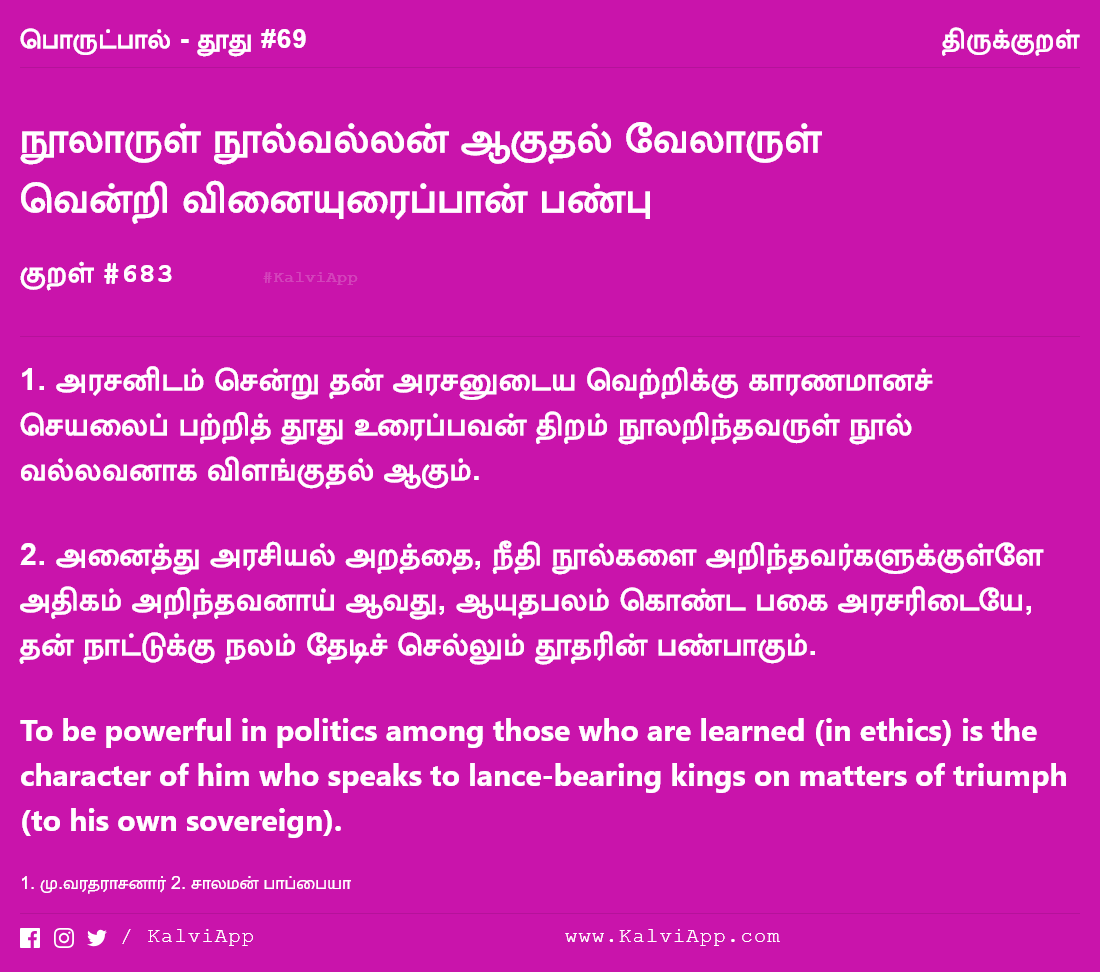 பொருட்பால் - தூது #69 திருக்குறள்
நூலாருள் நூல்வல்லன் ஆகுதல் வேலாருள்
வென்றி வினையுரைப்பான் பண்பு
குறள் #683 #KalviApp
1. அரசனிடம் சென்று தன் அரசனுடைய வெற்றிக்கு காரணமானச்
செயலைப் பற்றித் தூது உரைப்பவன் திறம் நூலறிந்தவருள் நூல்
வல்லவனாக விளங்குதல் ஆகும்.
2. அனைத்து அரசியல் அறத்தை, நீதி நூல்களை அறிந்தவர்களுக்குள்ளே
அதிகம் அறிந்தவனாய் ஆவது, ஆயுதபலம் கொண்ட பகை அரசரிடையே,
தன் நாட்டுக்கு நலம் தேடிச் செல்லும் தூதரின் பண்பாகும்.
To be powerful in politics among those who are learned (in ethics) is the
character of him who speaks to lance-bearing kings on matters of triumph
(to his own sovereign).
1. மு.வரதராசனார் 2. சாலமன் பாப்பையா
/ KalviApp www.KalviApp.com